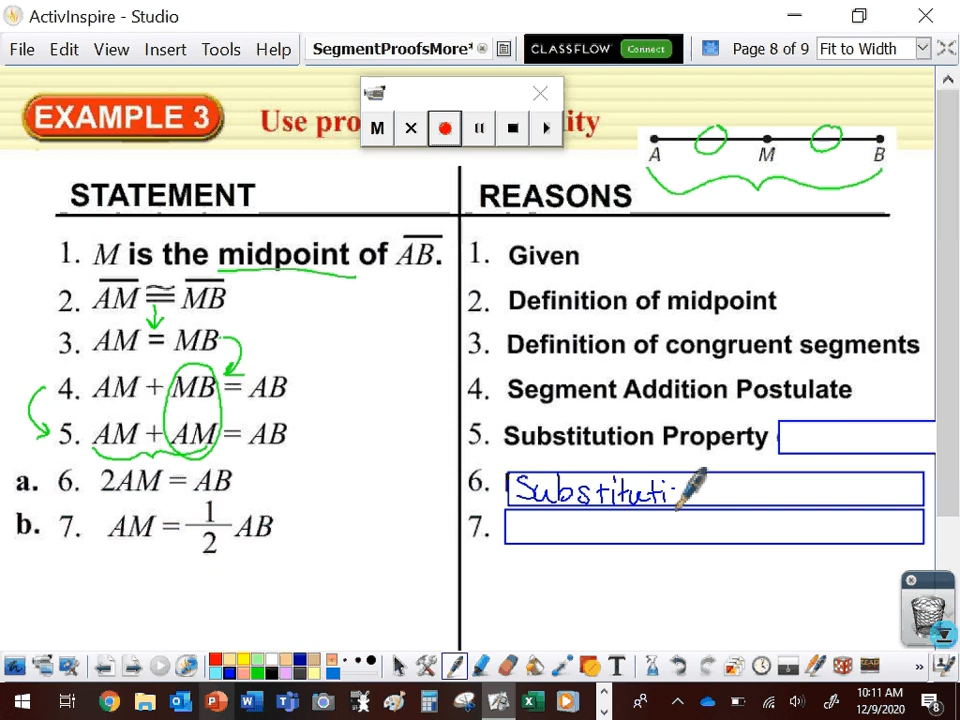 ActivInspire - Studio
File Edit View Insert Tools Help SegmentProofsMore* CLASSFLOW Connect Page 8 of 9 Fit to Width
EXAMPLE 3 Use pro lity
M
A M B
STATEMENT REASONS
1. M is the midpoint of AB. 1. Given
2. AM ≅ MB 2. Definition of midpoint
3. AM = MB 3. Definition of congruent segments
4. AM + MB = AB 4. Segment Addition Postulate
5. AM + AM = AB 5. Substitution Property
a. 6. 2AM = AB 6. Substituti
b. 7. AM = 1/2 AB 7.
10:11 AM
12/9/2020
8